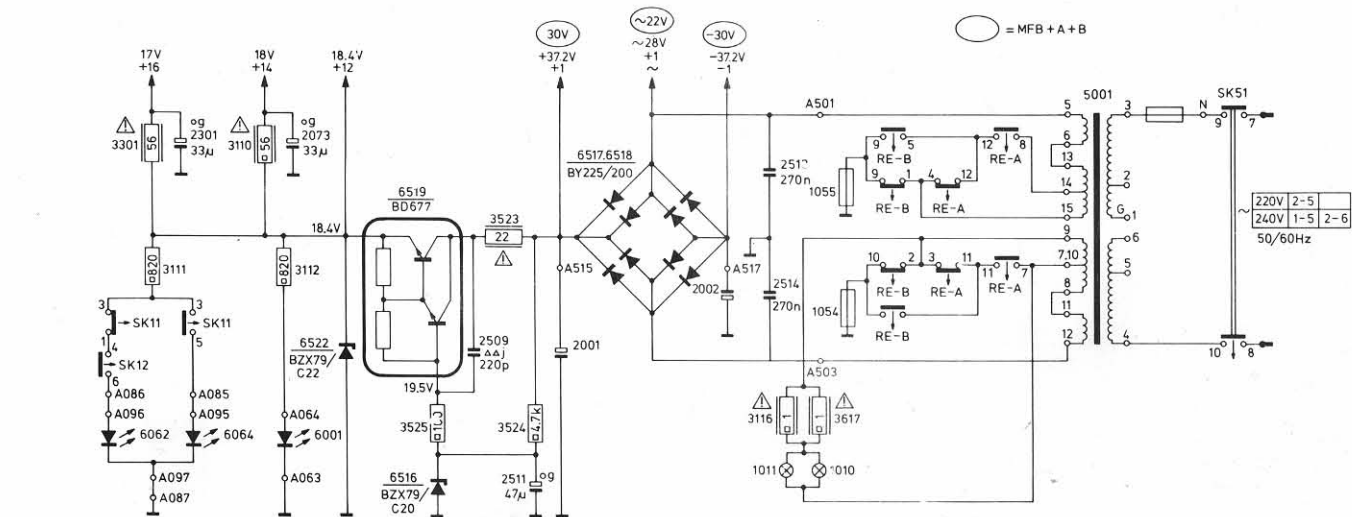 30V
~22V
-30V
= MFB + A + B
17V
+16
18V
+14
18.4V
+12
+37.2V
+1
~28V
+1
~
-37.2V
-1
5001
SK51
A501
5
3
N
9
7
⚠
3301
56
og
2301
33µ
⚠
3110
56
og
2073
33µ
6517.6518
BY225/200
2512
270n
1055
9
5
RE-B
12
8
RE-A
9
1
RE-B
4
12
RE-A
6
13
14
15
2
G
1
~
220V
2-5
240V
1-5
2-6
50/60Hz
6519
BD677
3523
22
⚠
18.4V
A515
A517
2002
2514
270n
1054
10
2
RE-B
3
11
RE-A
11
7
RE-A
RE-B
9
7,10
8
11
12
6
5
4
10
8
3111
820
820
3112
3
SK11
1
3
SK11
5
4
SK12
6
6522
BZX79/
C22
2509
ΔΔj
220p
2001
19.5V
A503
A086
A096
A085
A095
A064
6062
6064
6001
3525
100
3524
4.7k
⚠
3116
1
1
⚠
3617
A097
A087
A063
6516
BZX79/
C20
2511
47µ
og
1011
1010